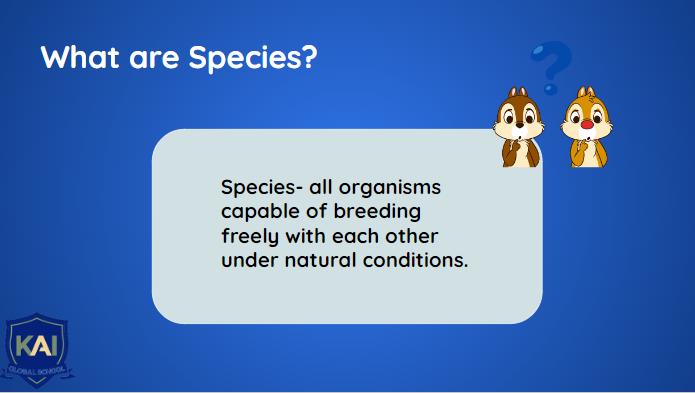 What are Species?
?
Species- all organisms
capable of breeding
freely with each other
under natural conditions.
KAI
GLOBAL SCHOOL